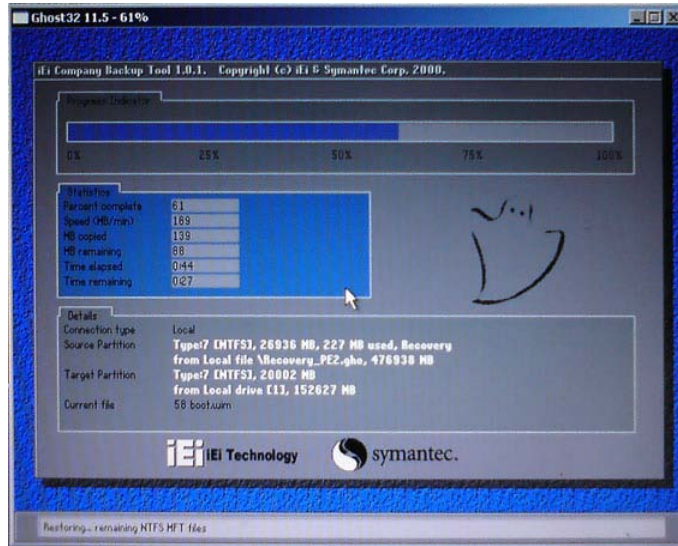 Ghost32 11.5 - 61%
iEi Company Backup Tool 1.0.1. Copyright (c) iEi & Symantec Corp. 2000.
Progress Indicator
0% 25% 50% 75% 100%
Statistics
Percent complete 61
Speed (MB/min) 189
MB copied 139
MB remaining 88
Time elapsed 0:44
Time remaining 0:27
Details
Connection type Local
Source Partition Type:7 [NTFS], 26936 MB, 227 MB used, Recovery
from Local file \Recovery_PE2.gho, 476938 MB
Target Partition Type:7 [NTFS], 20002 MB
from Local drive [1], 152627 MB
Current file 58 boot.wim
iEi iEi Technology symantec.
Restoring... remaining NTFS MFT files